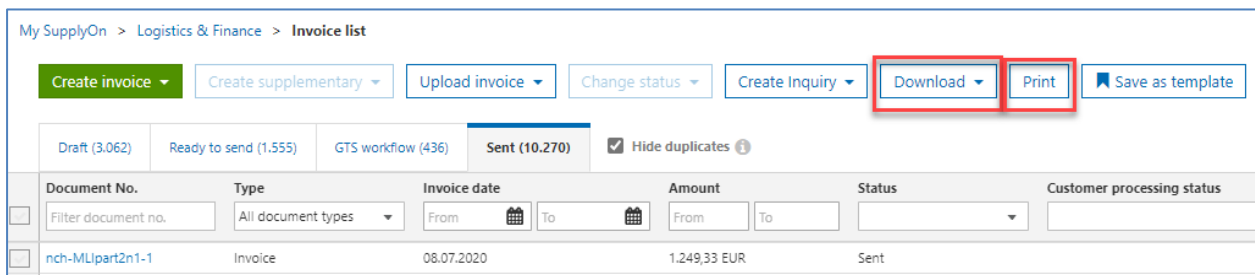 My SupplyOn > Logistics & Finance > Invoice list
Create invoice Create supplementary Upload invoice Change status Create Inquiry Download Print Save as template
Draft (3.062) Ready to send (1.555) GTS workflow (436) Sent (10.270) Hide duplicates i
Document No. Type Invoice date Amount Status Customer processing status
Filter document no. All document types From To From To
nch-MLIpart2n1-1 Invoice 08.07.2020 1.249,33 EUR Sent